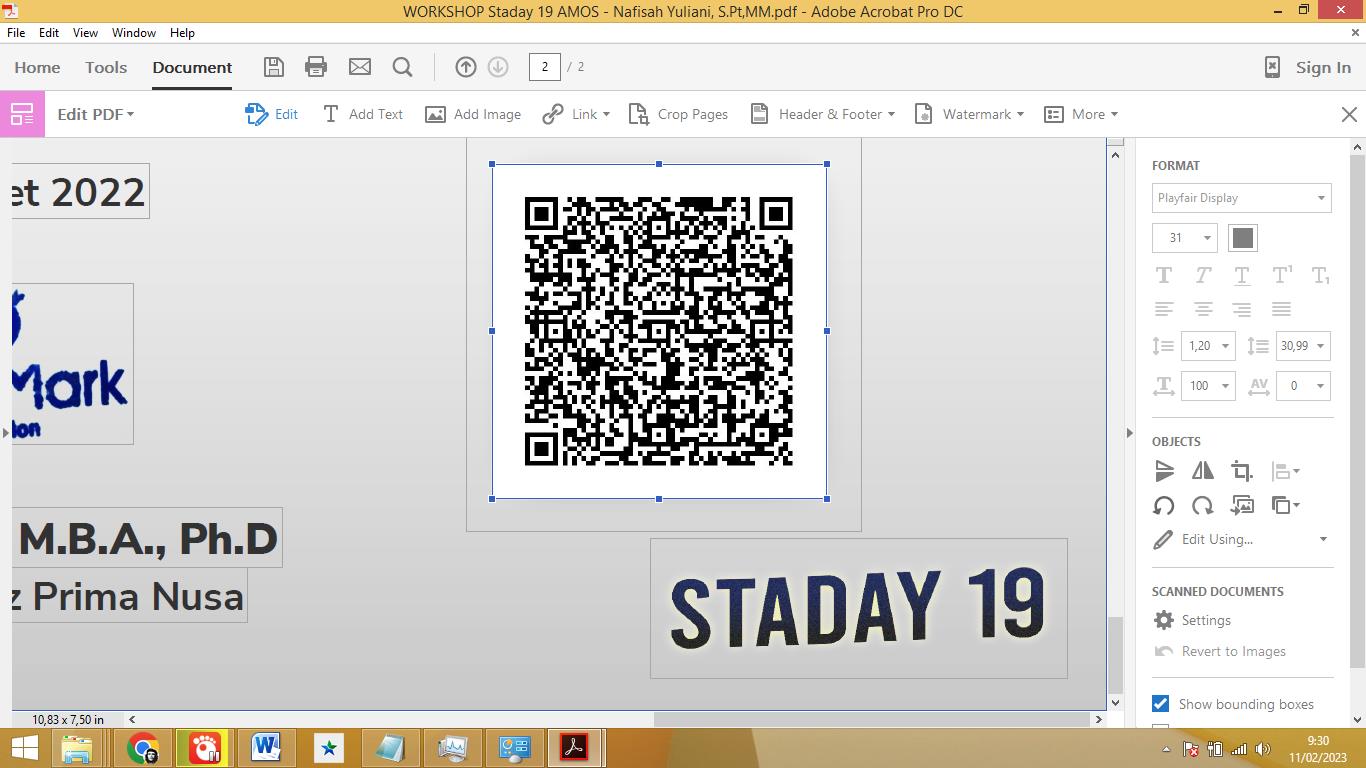 WORKSHOP Staday 19 AMOS - Nafisah Yuliani, S.Pt,MM.pdf - Adobe Acrobat Pro DC
File Edit View Window Help
Home Tools Document 2 / 2 Sign In
Edit PDF Edit Add Text Add Image Link Crop Pages Header & Footer Watermark More
et 2022
Mark
ion
M.B.A., Ph.D
z Prima Nusa
STADAY 19
FORMAT
Playfair Display
31
T T T T¹ T₁
1,20 30,99
T 100 AV 0
OBJECTS
Edit Using...
SCANNED DOCUMENTS
Settings
Revert to Images
Show bounding boxes
10,83 x 7,50 in
9:30
11/02/2023